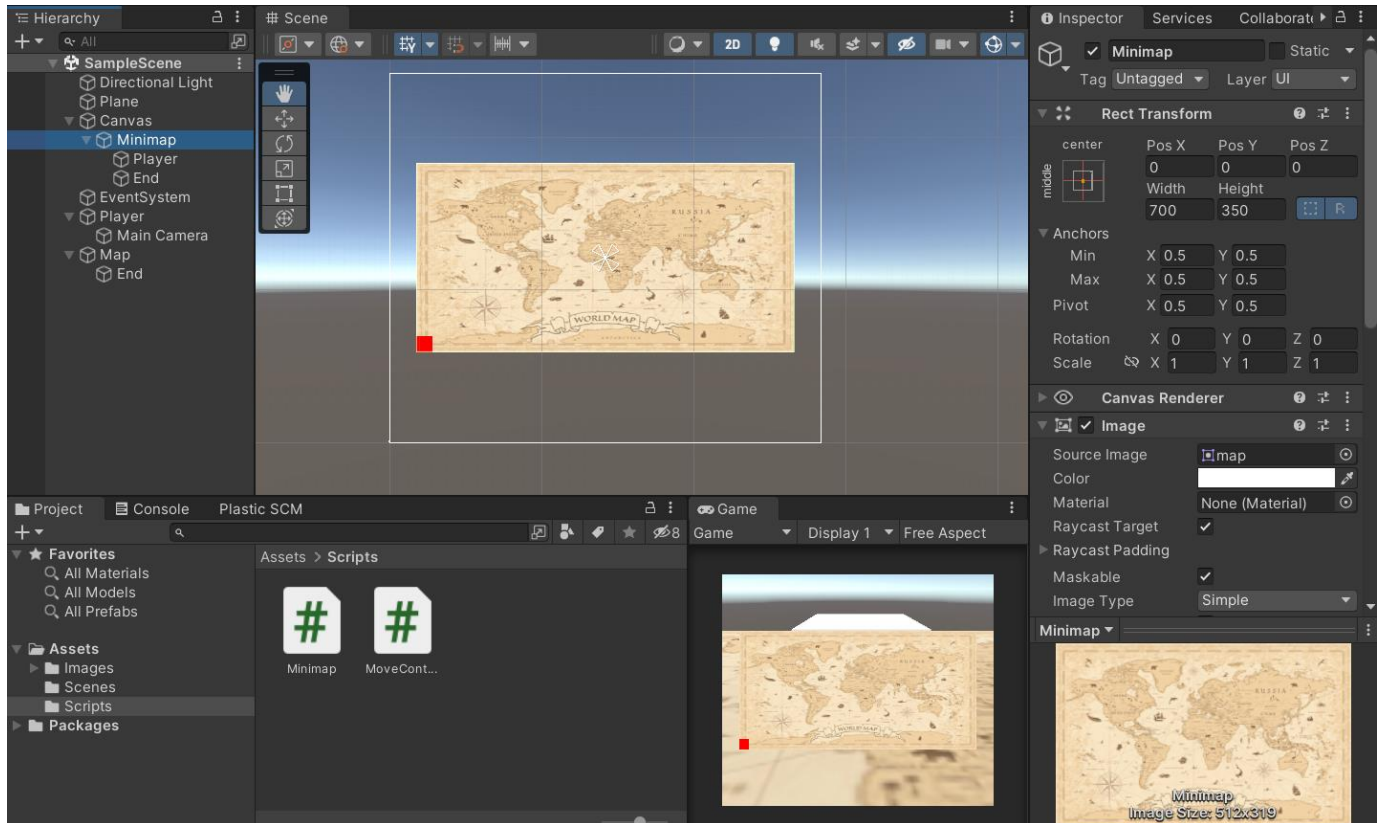 Hierarchy
All
SampleScene
Directional Light
Plane
Canvas
Minimap
Player
End
EventSystem
Player
Main Camera
Map
End
Scene
2D
RUSSIA
WORLD MAP
Inspector
Services
Collaborat
Minimap
Static
Tag Untagged
Layer UI
Rect Transform
center
Pos X
Pos Y
Pos Z
middle
0
0
0
Width
Height
700
350
R
Anchors
Min X 0.5 Y 0.5
Max X 0.5 Y 0.5
Pivot X 0.5 Y 0.5
Rotation X 0 Y 0 Z 0
Scale X 1 Y 1 Z 1
Canvas Renderer
Image
Source Image map
Color
Material None (Material)
Raycast Target
Raycast Padding
Maskable
Image Type Simple
Project
Console
Plastic SCM
8
Favorites
All Materials
All Models
All Prefabs
Assets
Images
Scenes
Scripts
Packages
Assets > Scripts
Minimap
MoveCont...
Game
Game Display 1 Free Aspect
WORLD MAP
Minimap
RUSSIA
Minimap
Image Size: 512x319